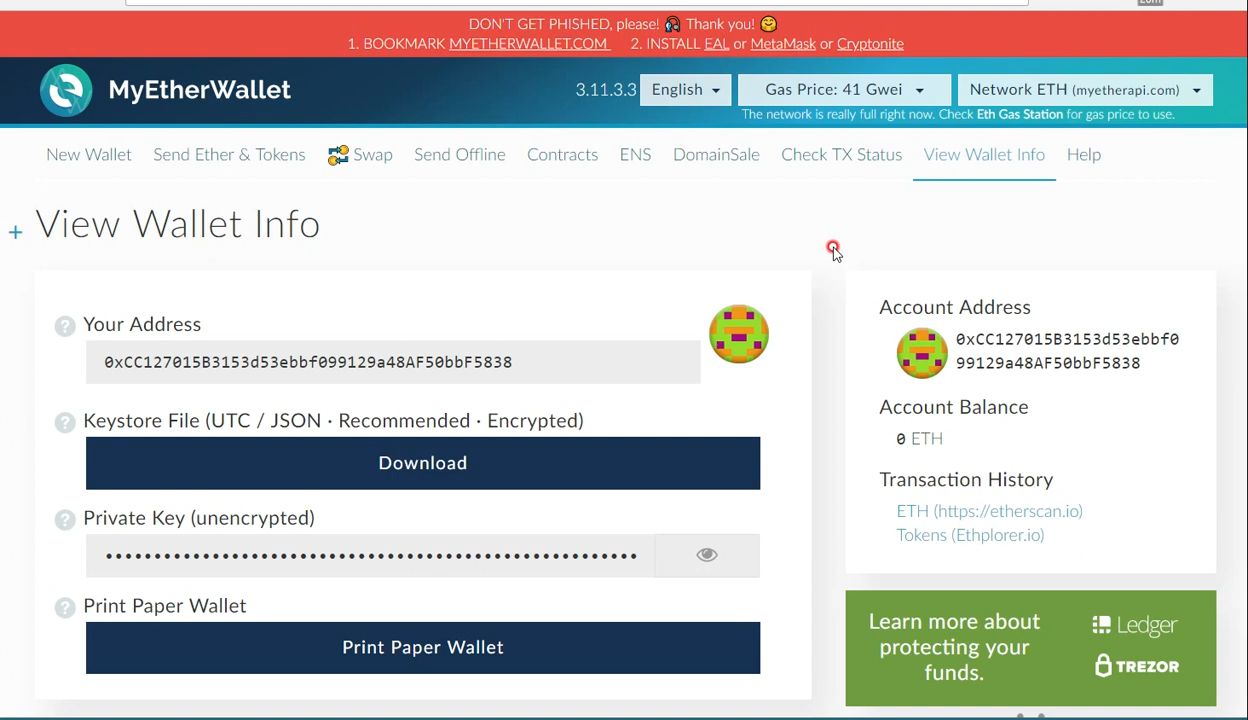 DON'T GET PHISHED, please! Thank you!
1. BOOKMARK MYETHERWALLET.COM 2. INSTALL EAL or MetaMask or Cryptonite
MyEtherWallet
3.11.3.3 English
Gas Price: 41 Gwei
Network ETH (myetherapi.com)
The network is really full right now. Check Eth Gas Station for gas price to use.
New Wallet Send Ether & Tokens Swap Send Offline Contracts ENS DomainSale Check TX Status View Wallet Info Help
+ View Wallet Info
? Your Address
0xCC127015B3153d53ebbf099129a48AF50bbF5838
? Keystore File (UTC / JSON · Recommended · Encrypted)
Download
? Private Key (unencrypted)
? Print Paper Wallet
Print Paper Wallet
Account Address
0xCC127015B3153d53ebbf0
99129a48AF50bbF5838
Account Balance
0 ETH
Transaction History
ETH (https://etherscan.io)
Tokens (Ethplorer.io)
Learn more about
protecting your
funds.
Ledger
TREZOR